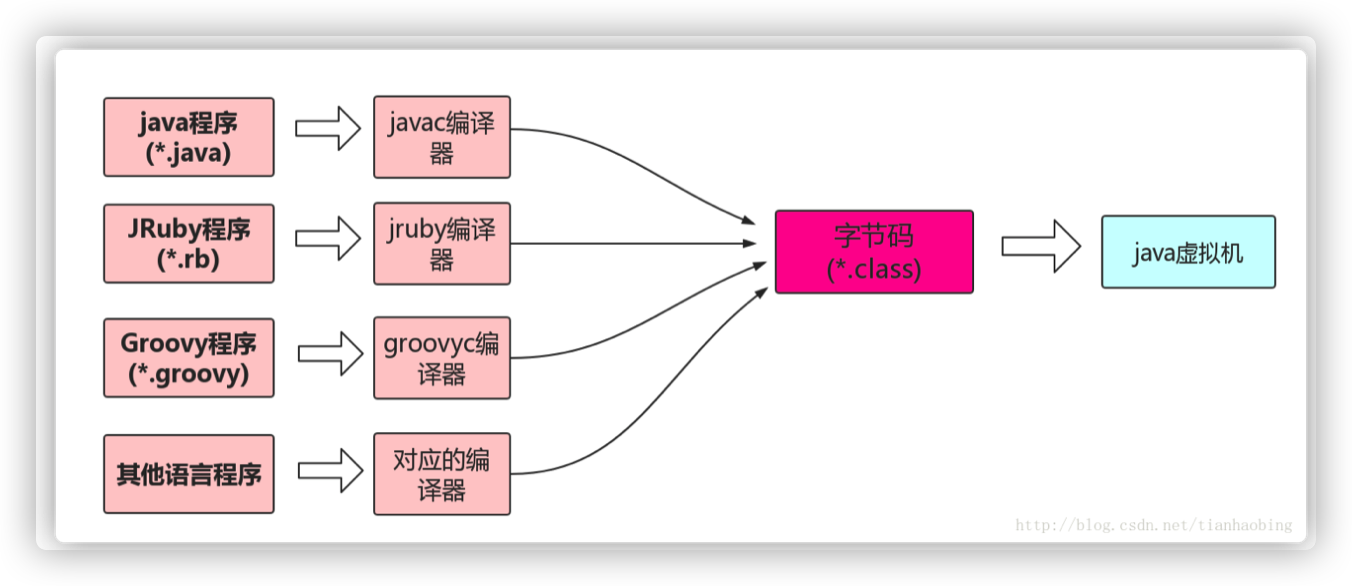 java程序
(*.java)
javac编译
器
JRuby程序
(*.rb)
jruby编译
器
字节码
(*.class)
java虚拟机
Groovy程序
(*.groovy)
groovyc编
译器
其他语言程序
对应的编
译器
http://blog.csdn.net/tianhaobing